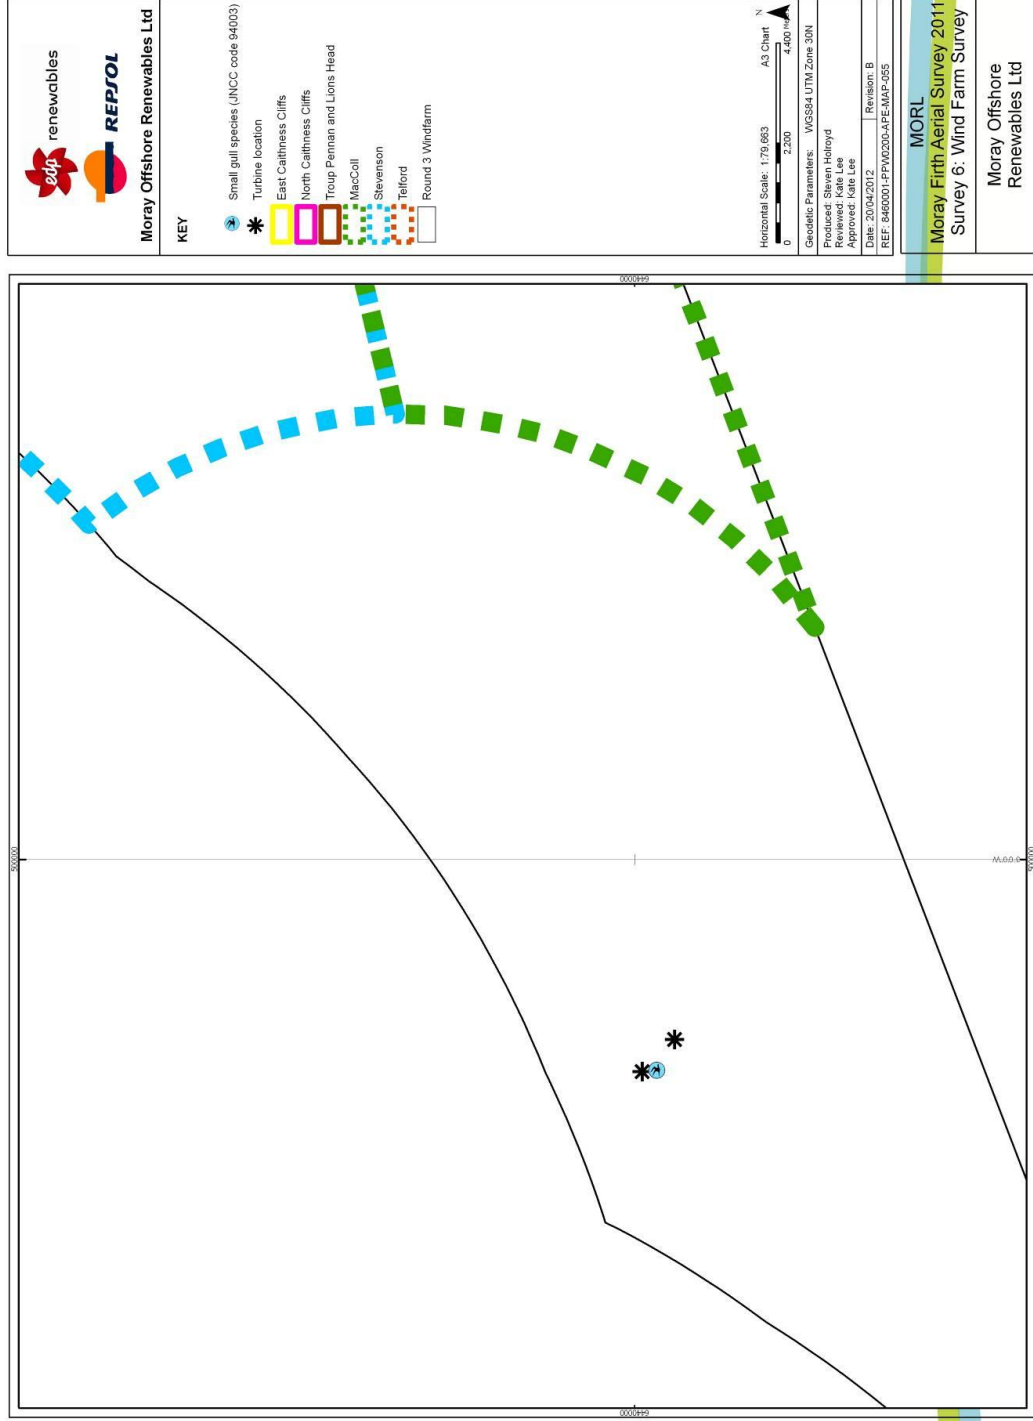 edp renewables
REPSOL
Moray Offshore Renewables Ltd
KEY
Small gull species (JNCC code 94003)
Turbine location
East Caithness Cliffs
North Caithness Cliffs
Troup Pennan and Lions Head
MacColl
Stevenson
Telford
Round 3 Windfarm
Horizontal Scale: 1:79,663
A3 Chart
N
0 2,200 4,400
Geodetic Parameters: WGS84 UTM Zone 30N
Produced: Steven Holroyd
Reviewed: Kate Lee
Approved: Kate Lee
Date: 20/04/2012
Revision: B
REF: 8460001-PPW0200-APE-MAP-055
MORL
Moray Firth Aerial Survey 2011
Survey 6: Wind Farm Survey
Moray Offshore
Renewables Ltd
500000
500000
6440000
6440000